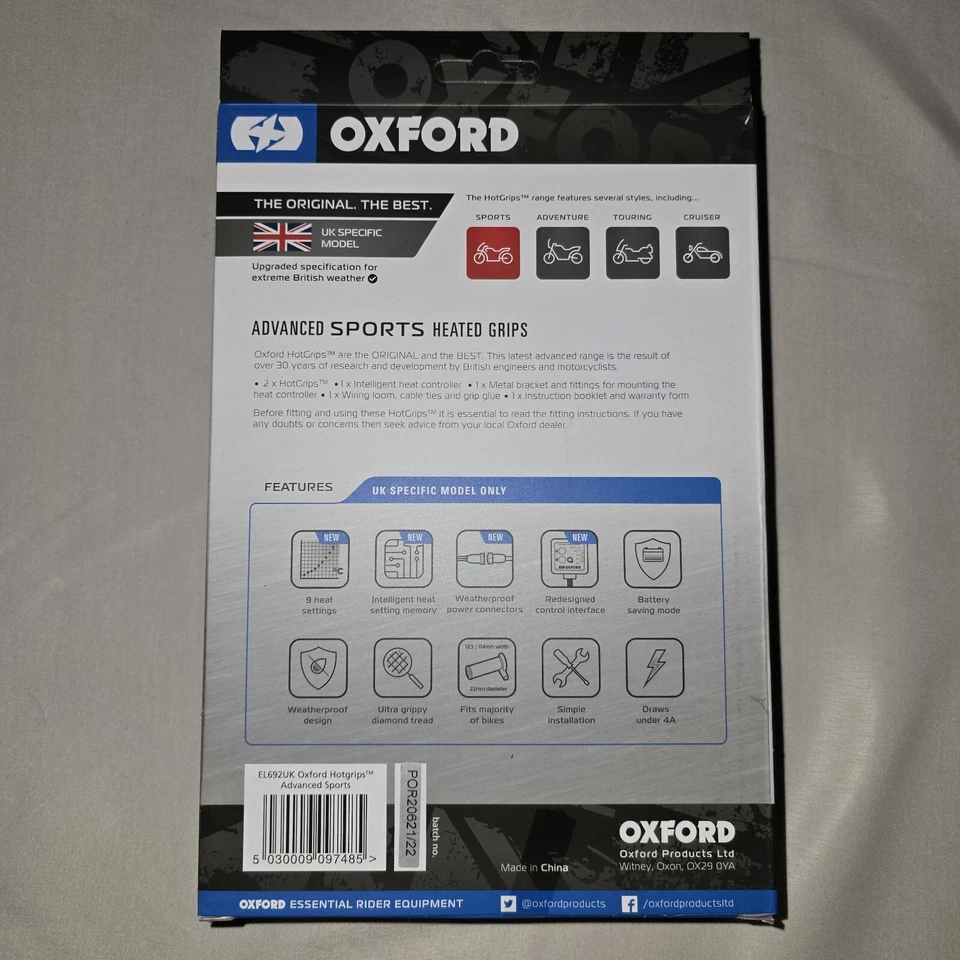 OXFORD
THE ORIGINAL. THE BEST.
UK SPECIFIC
MODEL
Upgraded specification for
extreme British weather
The HotGrips™ range features several styles, including...
SPORTS ADVENTURE TOURING CRUISER
ADVANCED SPORTS HEATED GRIPS
Oxford HotGrips™ are the ORIGINAL and the BEST. This latest advanced range is the result of
over 30 years of research and development by British engineers and motorcyclists.
• 2 x HotGrips™ • 1 x Intelligent heat controller • 1 x Metal bracket and fittings for mounting the
heat controller • 1 x Wiring loom, cable ties and grip glue • 1 x Instruction booklet and warranty form
Before fitting and using these HotGrips™ it is essential to read the fitting instructions. If you have
any doubts or concerns then seek advice from your local Oxford dealer.
FEATURES UK SPECIFIC MODEL ONLY
NEW NEW NEW NEW
°C
OXFORD
9 heat
settings
Intelligent heat
setting memory
Weatherproof
power connectors
Redesigned
control interface
Battery
saving mode
123 / 114mm width
22mm diameter
Weatherproof
design
Ultra grippy
diamond tread
Fits majority
of bikes
Simple
installation
Draws
under 4A
EL692UK Oxford Hotgrips™
Advanced Sports
5 030009 097485 >
POR20621/22
batch no.
Made in China
OXFORD
Oxford Products Ltd
Witney, Oxon, OX29 0YA
OXFORD ESSENTIAL RIDER EQUIPMENT
@oxfordproducts
/oxfordproductsltd